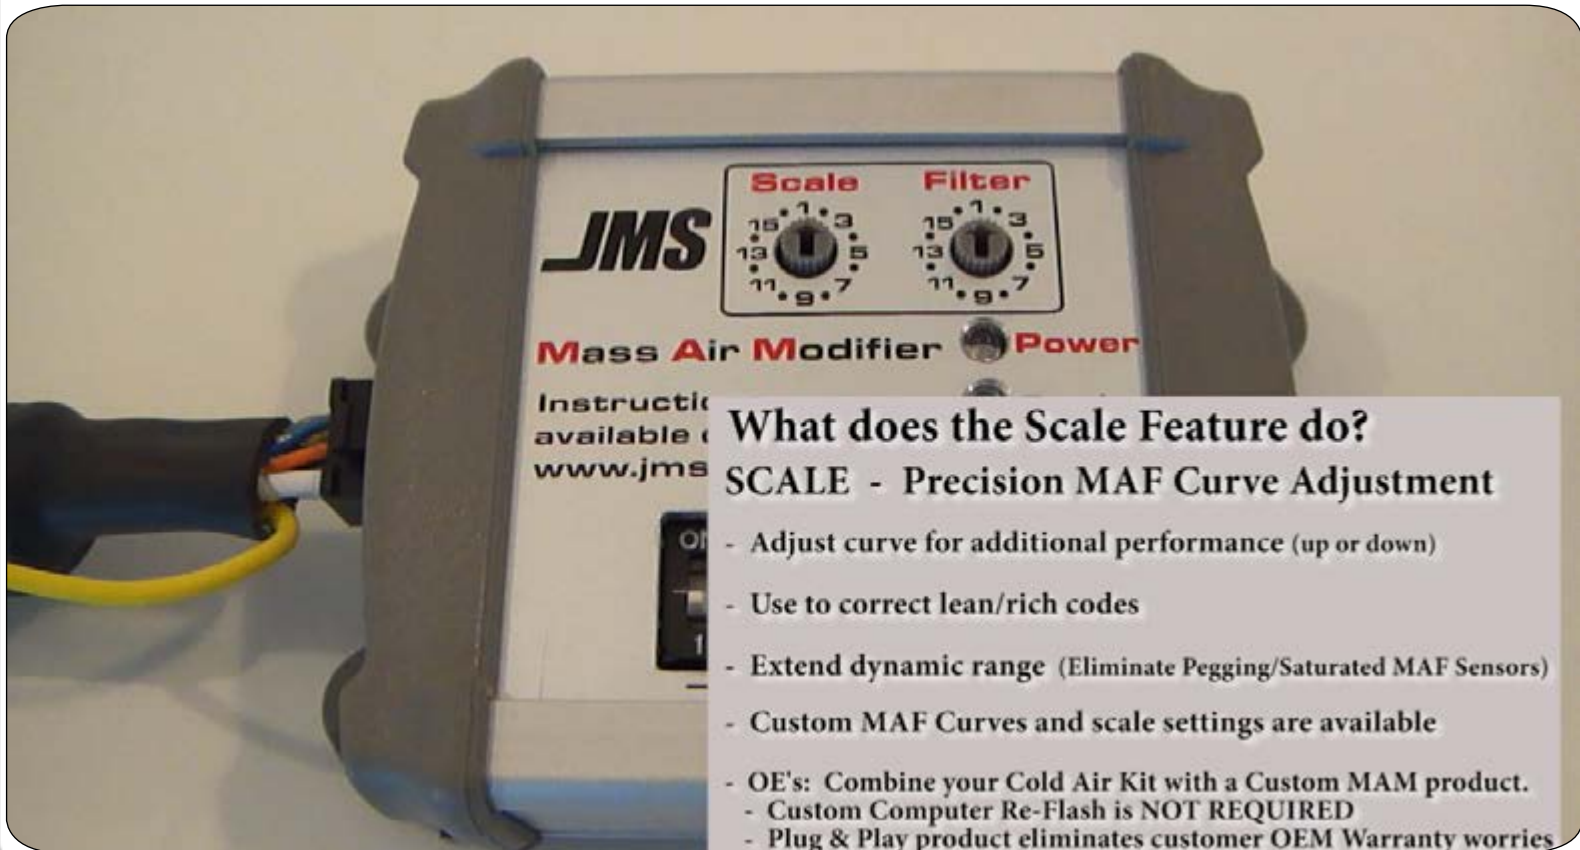 Scale Filter
1 3 5 7 9 11 13 15
1 3 5 7 9 11 13 15
JMS
Mass Air Modifier
Power
available
www.jms
What does the Scale Feature do?
SCALE - Precision MAF Curve Adjustment
- Adjust curve for additional performance (up or down)
- Use to correct lean/rich codes
- Extend dynamic range (Eliminate Pegging/Saturated MAF Sensors)
- Custom MAF Curves and scale settings are available
- OE's: Combine your Cold Air Kit with a Custom MAM product.
- Custom Computer Re-Flash is NOT REQUIRED
- Plug & Play product eliminates customer OEM Warranty worries